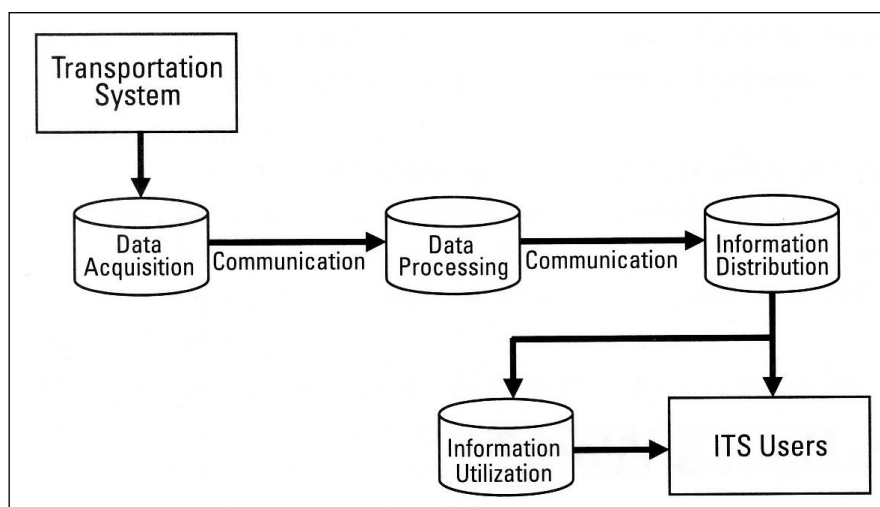 Transportation
System
Data
Acquisition
Communication
Data
Processing
Communication
Information
Distribution
Information
Utilization
ITS Users